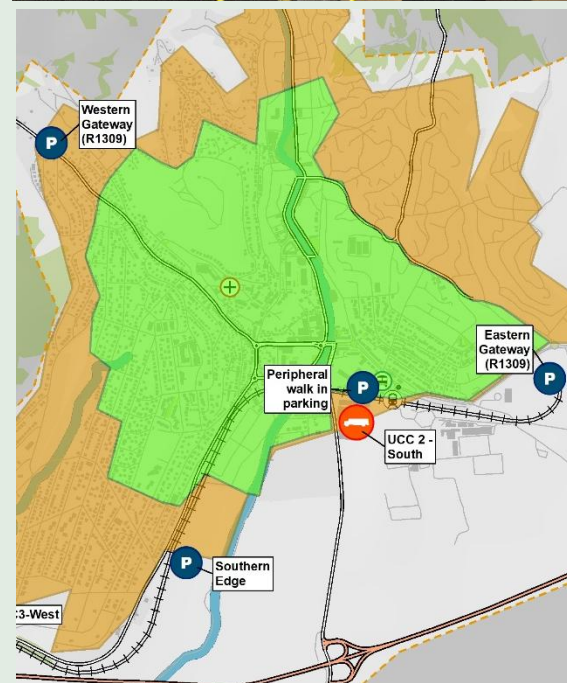 Western
Gateway
(R1309)
P
Eastern
Gateway
(R1309)
P
Peripheral
walk in
parking
P
UCC 2 -
South
P
Southern
Edge
3-West